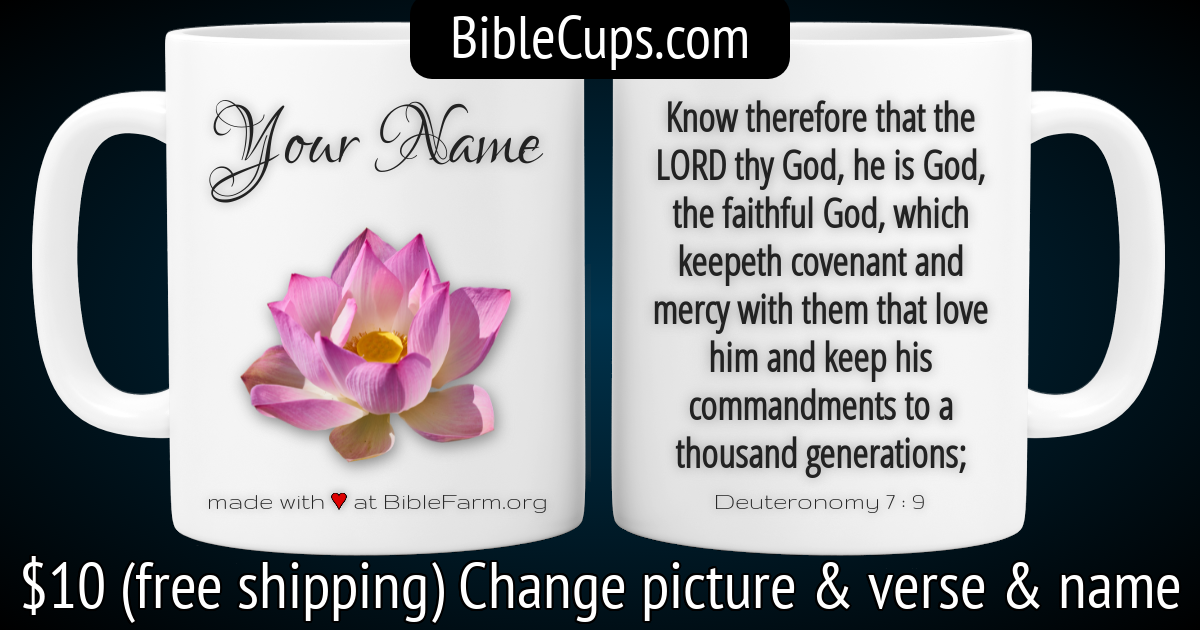 BibleCups.com
Your Name
made with ♥ at BibleFarm.org
Know therefore that the
LORD thy God, he is God,
the faithful God, which
keepeth covenant and
mercy with them that love
him and keep his
commandments to a
thousand generations;
Deuteronomy 7 : 9
$10 (free shipping) Change picture & verse & name